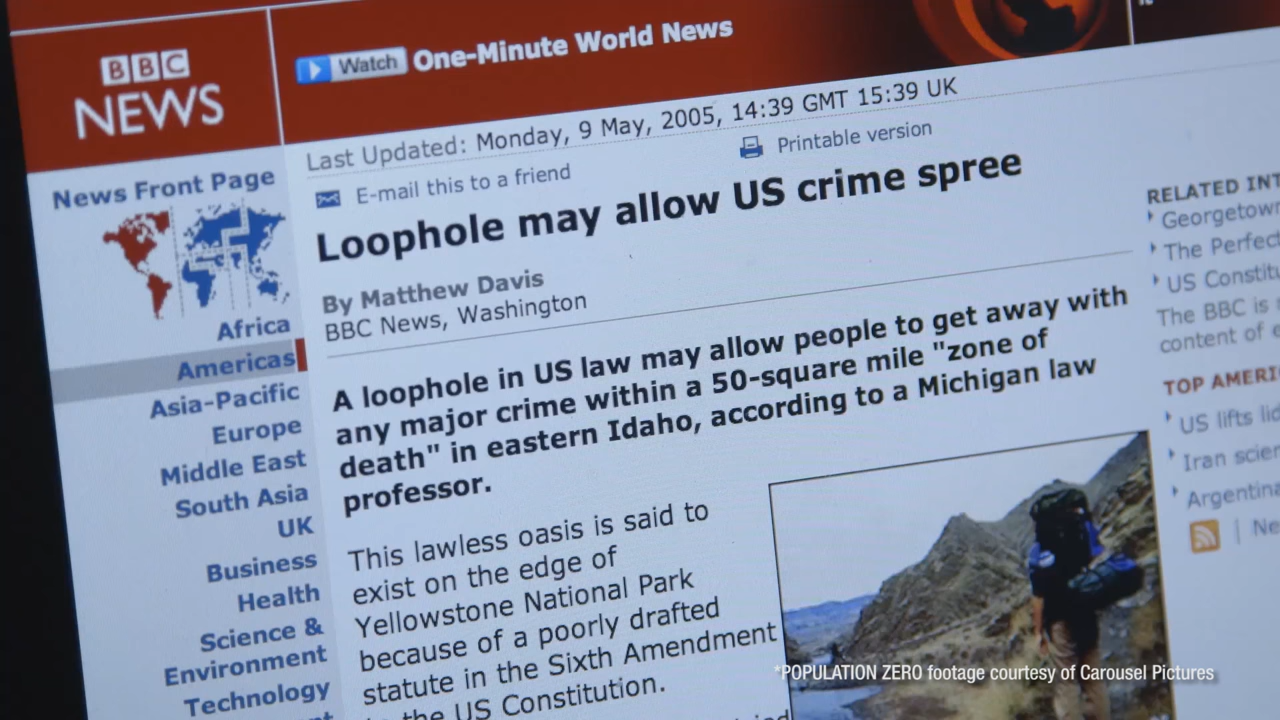 BBC
NEWS
Watch One-Minute World News
Last Updated: Monday, 9 May, 2005, 14:39 GMT 15:39 UK
E-mail this to a friend
Printable version
Loophole may allow US crime spree
By Matthew Davis
BBC News, Washington
A loophole in US law may allow people to get away with
any major crime within a 50-square mile "zone of
death" in eastern Idaho, according to a Michigan law
professor.
This lawless oasis is said to
exist on the edge of
Yellowstone National Park
because of a poorly drafted
statute in the Sixth Amendment
the US Constitution.
News Front Page
Africa
Americas
Asia-Pacific
Europe
Middle East
South Asia
UK
Business
Health
Science &
Environment
Technology
RELATED INT
Georgetow
The Perfect
US Constitu
The BBC is
content of
TOP AMERI
US lifts
Iran scien
Argentina
Ne
*POPULATION ZERO footage courtesy of Carousel Pictures